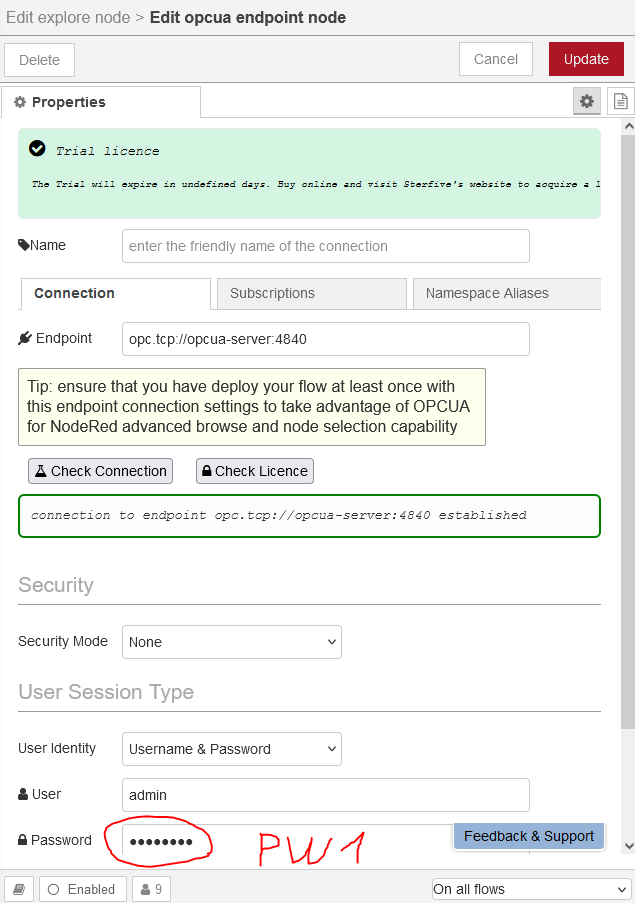 Edit explore node > Edit opcua endpoint node
Delete
Cancel
Update
Properties
Trial licence
The Trial will expire in undefined days. Buy online and visit Sterfive's website to acquire a l
Name
enter the friendly name of the connection
Connection
Subscriptions
Namespace Aliases
Endpoint
opc.tcp://opcua-server:4840
Tip: ensure that you have deploy your flow at least once with
this endpoint connection settings to take advantage of OPCUA
for NodeRed advanced browse and node selection capability
Check Connection
Check Licence
connection to endpoint opc.tcp://opcua-server:4840 established
Security
Security Mode
None
User Session Type
User Identity
Username & Password
User
admin
Password
••••••••
PW1
Feedback & Support
Enabled
9
On all flows